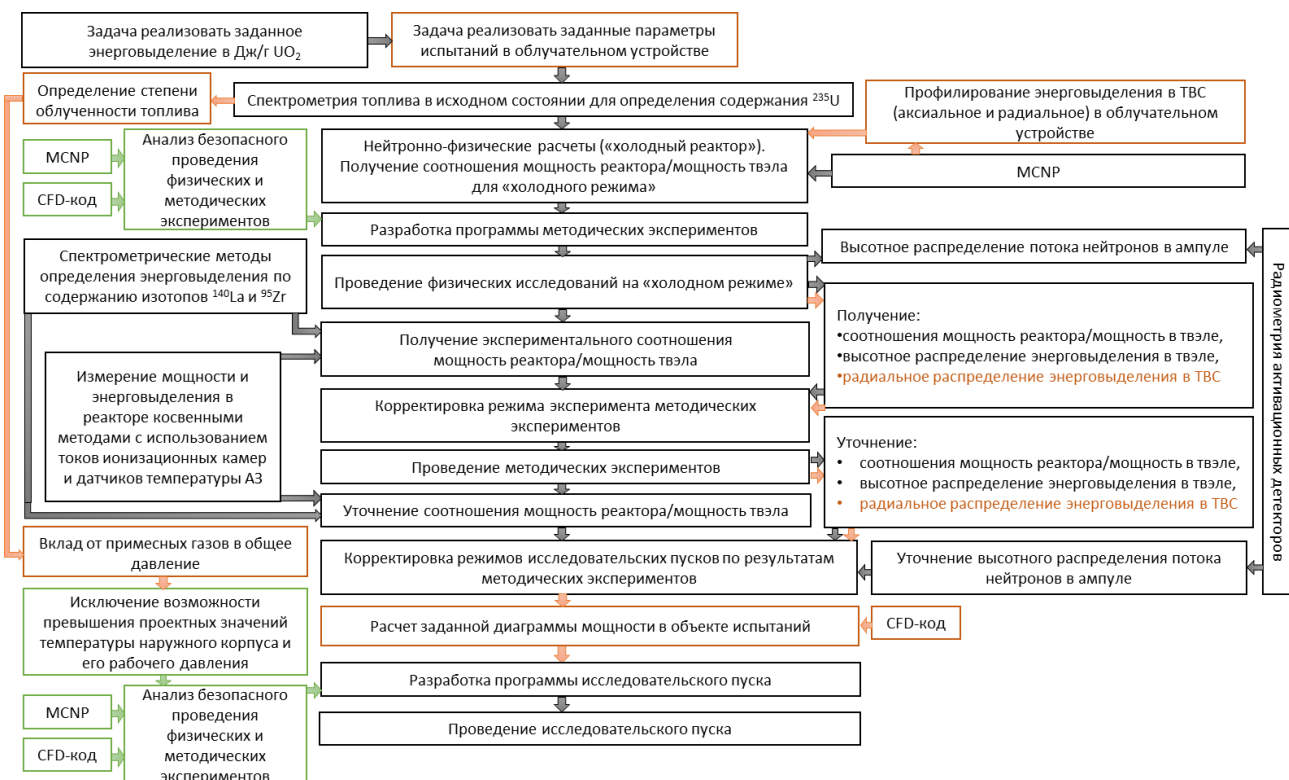 Задача реализовать заданное
энерговыделение в Дж/г UO₂
Задача реализовать заданные параметры
испытаний в облучательном устройстве
Определение степени
облученности топлива
Спектрометрия топлива в исходном состоянии для определения содержания ²³⁵U
Профилирование энерговыделения в ТВС
(аксиальное и радиальное) в облучательном
устройстве
MCNP
CFD-код
Анализ безопасного
проведения
физических и
методических
экспериментов
Нейтронно-физические расчеты («холодный реактор»).
Получение соотношения мощность реактора/мощность твэла
для «холодного режима»
MCNP
Разработка программы методических экспериментов
Спектрометрические методы
определения энерговыделения по
содержанию изотопов ¹⁴⁰La и ⁹⁵Zr
Проведение физических исследований на «холодном режиме»
Высотное распределение потока нейтронов в ампуле
Радиометрия активационных детекторов
Получение:
•соотношения мощность реактора/мощность в твэле,
•высотное распределение энерговыделения в твэле,
•радиальное распределение энерговыделения в ТВС
Получение экспериментального соотношения
мощность реактора/мощность твэла
Измерение мощности и
энерговыделения в
реакторе косвенными
методами с использованием
токов ионизационных камер
и датчиков температуры АЗ
Корректировка режима эксперимента методических
экспериментов
Проведение методических экспериментов
Уточнение:
• соотношения мощность реактора/мощность в твэле,
• высотное распределение энерговыделения в твэле,
• радиальное распределение энерговыделения в ТВС
Уточнение соотношения мощность реактора/мощность твэла
Вклад от примесных газов в общее
давление
Корректировка режимов исследовательских пусков по результатам
методических экспериментов
Уточнение высотного распределения потока
нейтронов в ампуле
Исключение возможности
превышения проектных значений
температуры наружного корпуса и
его рабочего давления
Расчет заданной диаграммы мощности в объекте испытаний
CFD-код
MCNP
CFD-код
Анализ безопасного
проведения
физических и
методических
экспериментов
Разработка программы исследовательского пуска
Проведение исследовательского пуска